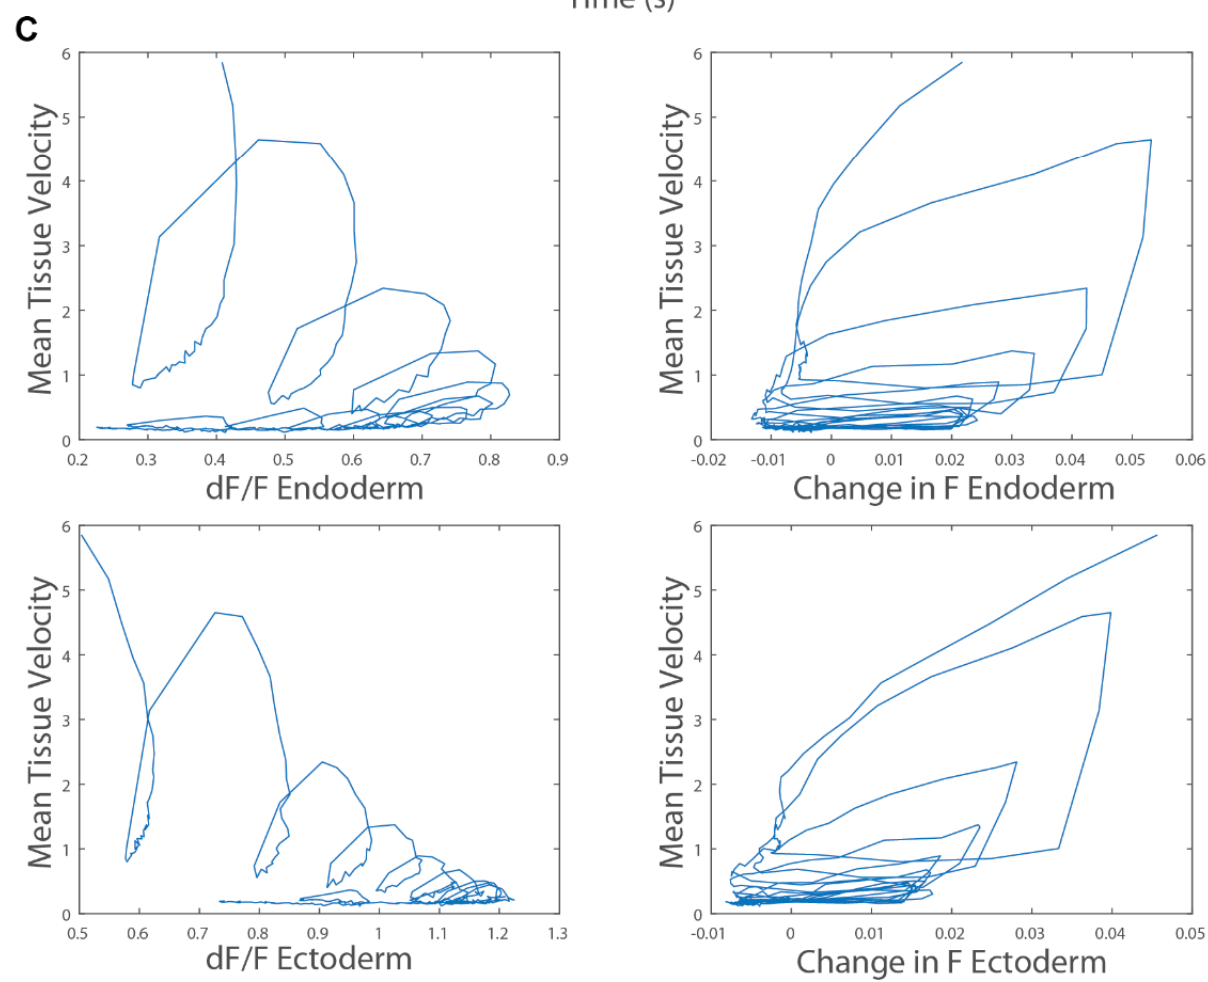 Time (s)
C
6
5
4
3
2
1
0
Mean Tissue Velocity
0.2 0.3 0.4 0.5 0.6 0.7 0.8 0.9
dF/F Endoderm
6
5
4
3
2
1
0
Mean Tissue Velocity
-0.02 -0.01 0 0.01 0.02 0.03 0.04 0.05 0.06
Change in F Endoderm
6
5
4
3
2
1
0
Mean Tissue Velocity
0.5 0.6 0.7 0.8 0.9 1 1.1 1.2 1.3
dF/F Ectoderm
6
5
4
3
2
1
0
Mean Tissue Velocity
-0.01 0 0.01 0.02 0.03 0.04 0.05
Change in F Ectoderm